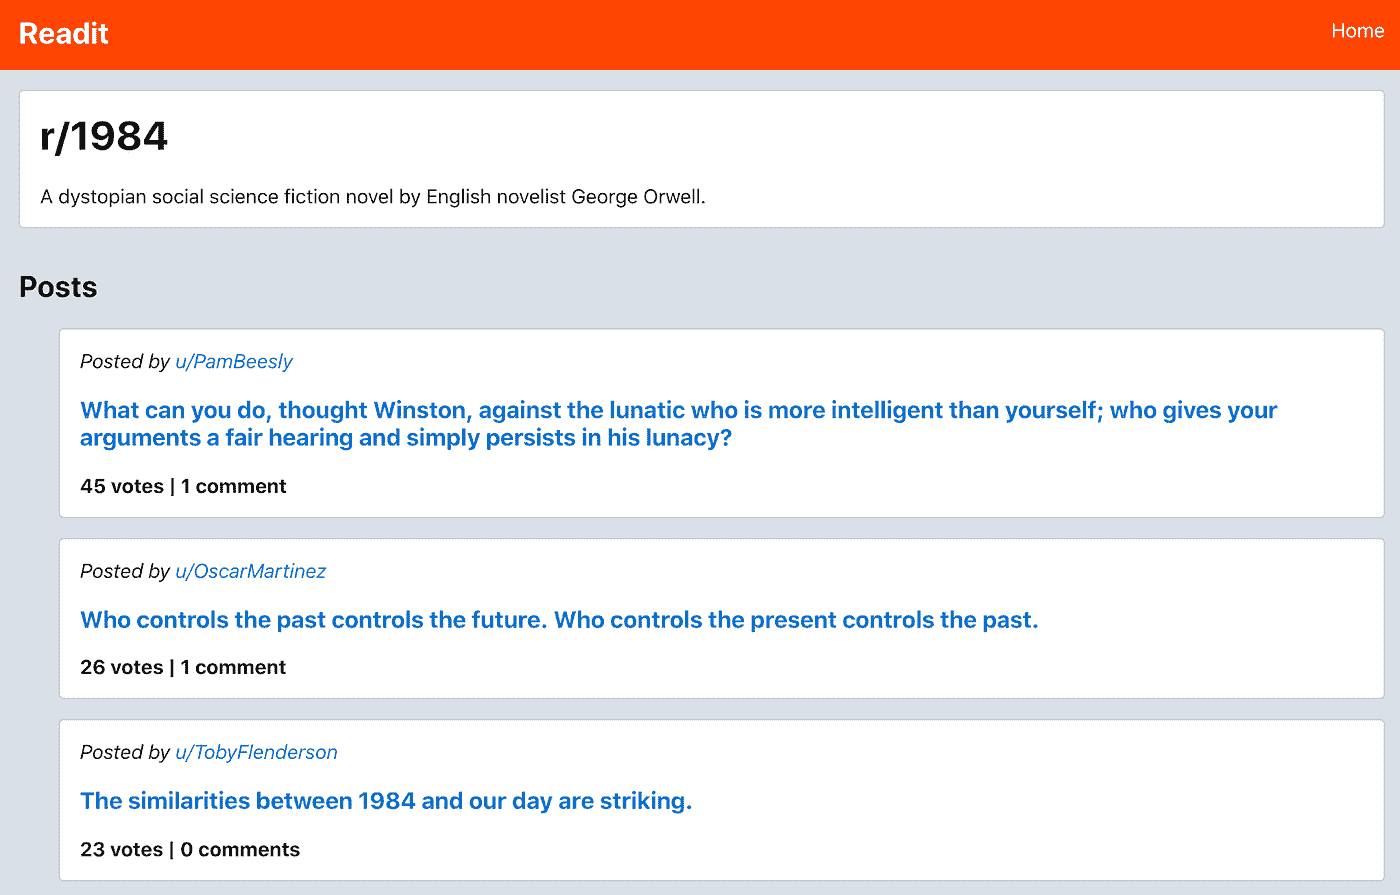 Readit
Home
r/1984
A dystopian social science fiction novel by English novelist George Orwell.
Posts
Posted by u/PamBeesly
What can you do, thought Winston, against the lunatic who is more intelligent than yourself; who gives your
arguments a fair hearing and simply persists in his lunacy?
45 votes | 1 comment
Posted by u/OscarMartinez
Who controls the past controls the future. Who controls the present controls the past.
26 votes | 1 comment
Posted by u/TobyFlenderson
The similarities between 1984 and our day are striking.
23 votes | 0 comments